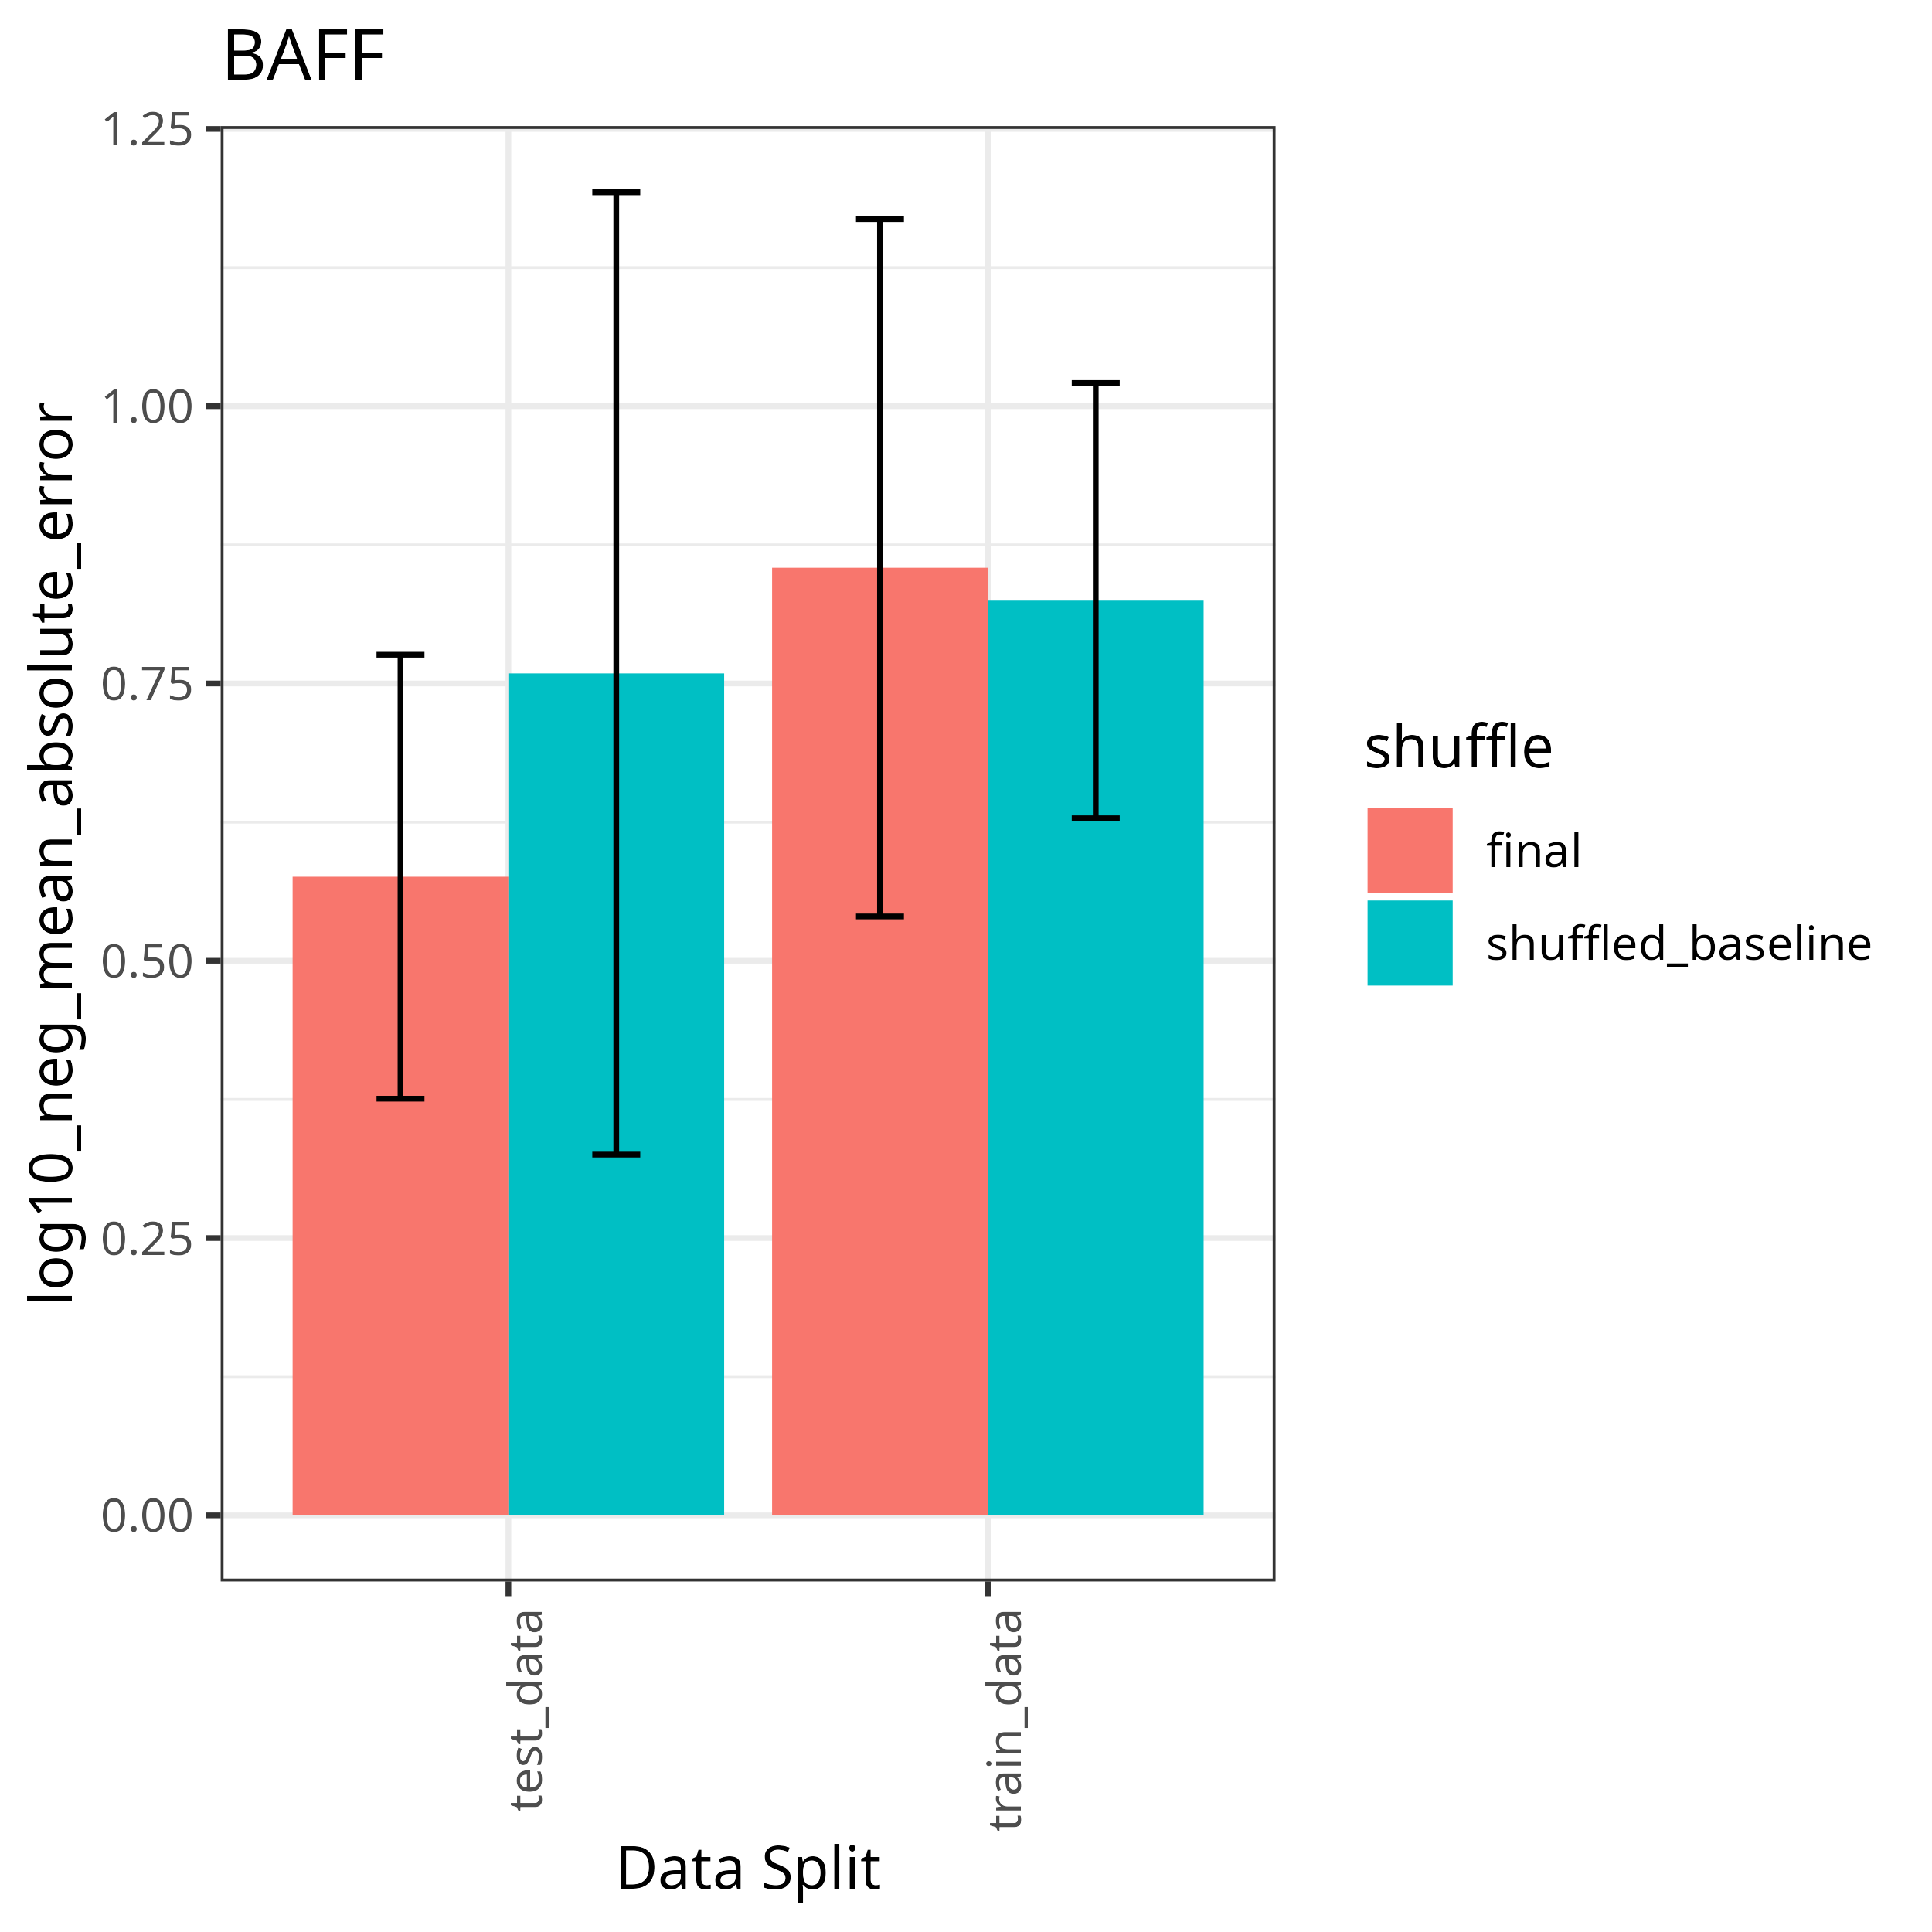 BAFF
1.25
1.00
0.75
0.50
0.25
0.00
log10_neg_mean_absolute_error
test_data
train_data
Data Split
shuffle
final
shuffled_baseline